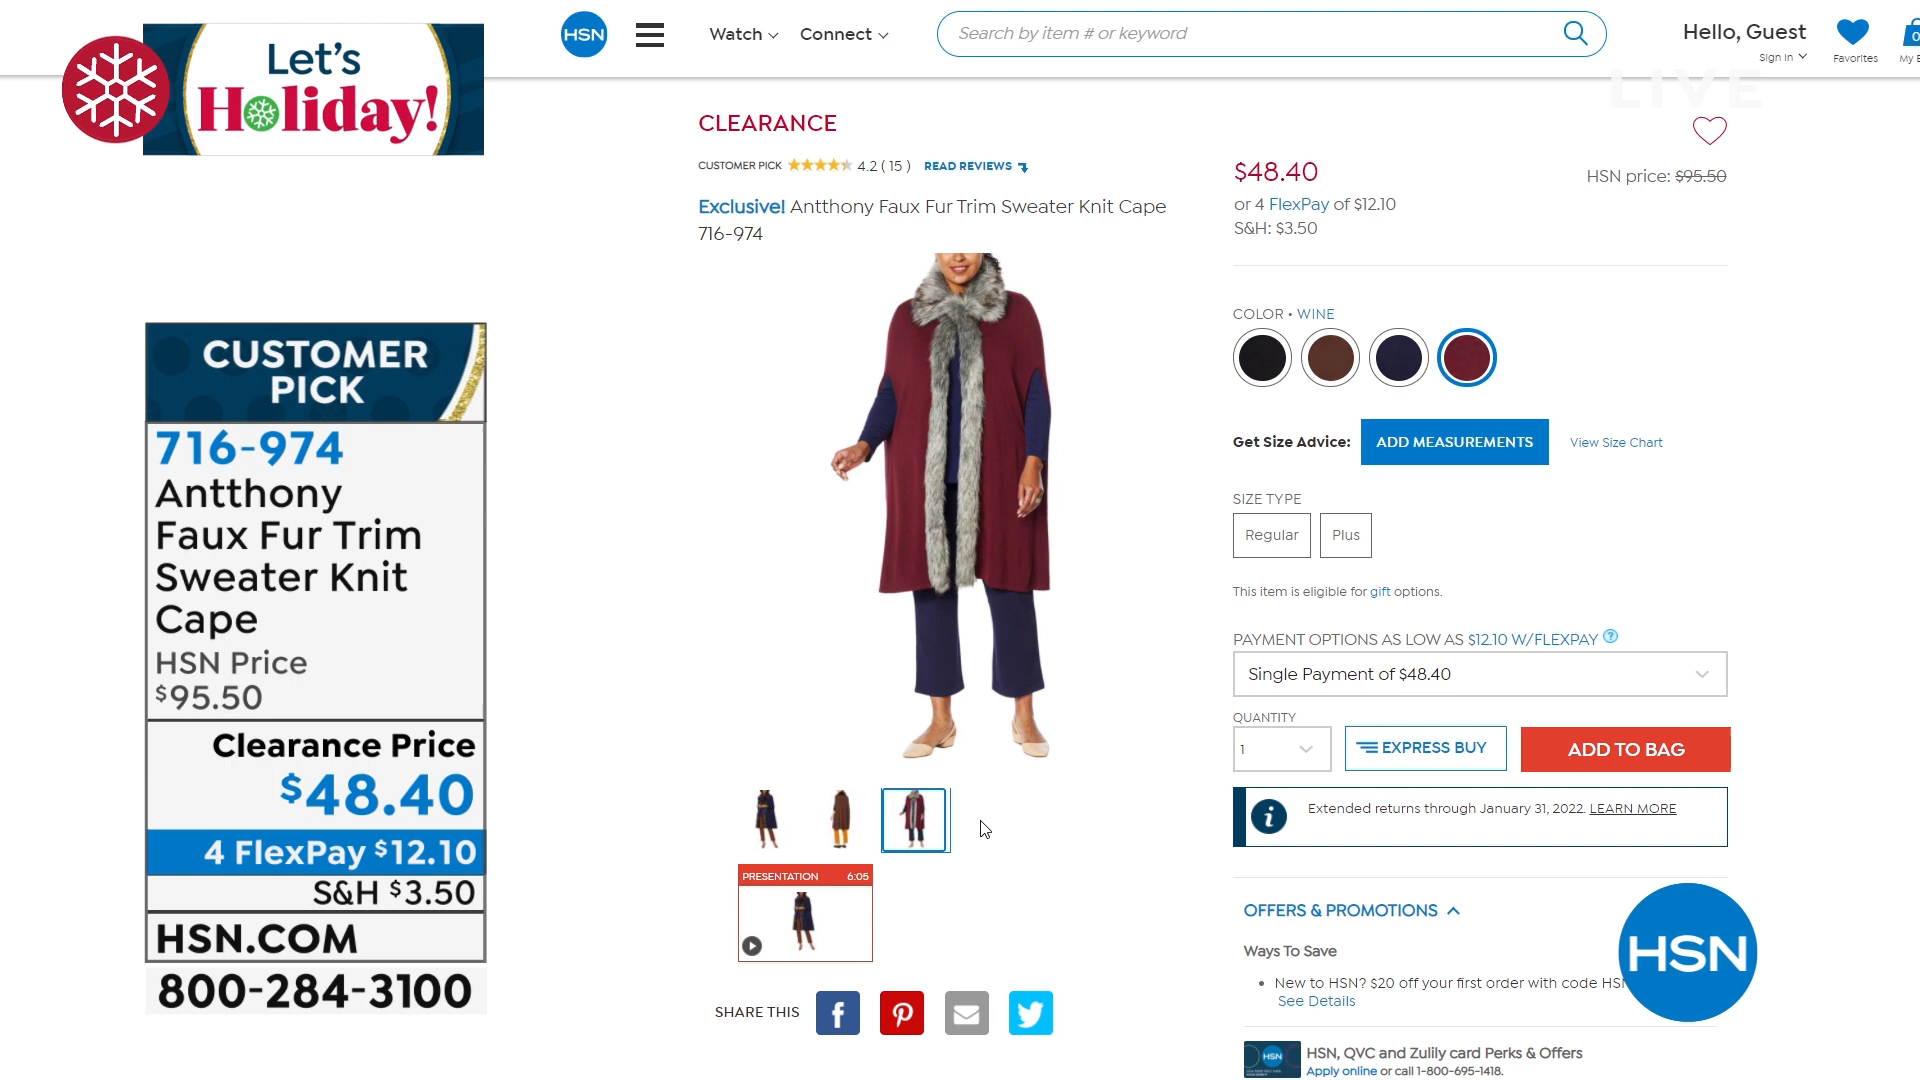 Let's
Holiday!
CUSTOMER
PICK
716-974
Antthony
Faux Fur Trim
Sweater Knit
Cape
HSN Price
$95.50
Clearance Price
$48.40
4 FlexPay $12.10
S&H $3.50
HSN.COM
800-284-3100
HSN
Watch
Connect
Search by item # or keyword
Hello, Guest
Sign In
Favorites
0
My
LIVE
CLEARANCE
CUSTOMER PICK 4.2 ( 15 ) READ REVIEWS
Exclusive! Antthony Faux Fur Trim Sweater Knit Cape
716-974
PRESENTATION 6:05
SHARE THIS
$48.40
HSN price: $95.50
or 4 FlexPay of $12.10
S&H: $3.50
COLOR • WINE
Get Size Advice: ADD MEASUREMENTS View Size Chart
SIZE TYPE
Regular Plus
This item is eligible for gift options.
PAYMENT OPTIONS AS LOW AS $12.10 W/FLEXPAY ?
Single Payment of $48.40
QUANTITY
1 EXPRESS BUY ADD TO BAG
Extended returns through January 31, 2022. LEARN MORE
OFFERS & PROMOTIONS
Ways To Save
• New to HSN? $20 off your first order with code
See Details
HSN
HSN
HSN, QVC and Zulily card Perks & Offers
Apply online or call 1-800-695-1418.